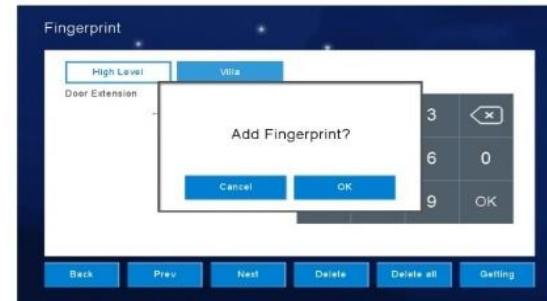 Fingerprint
High Level
Villa
Door Extension
Add Fingerprint?
Cancel
OK
3
6
0
9
OK
Back
Prev
Next
Delete
Delete all
Getting